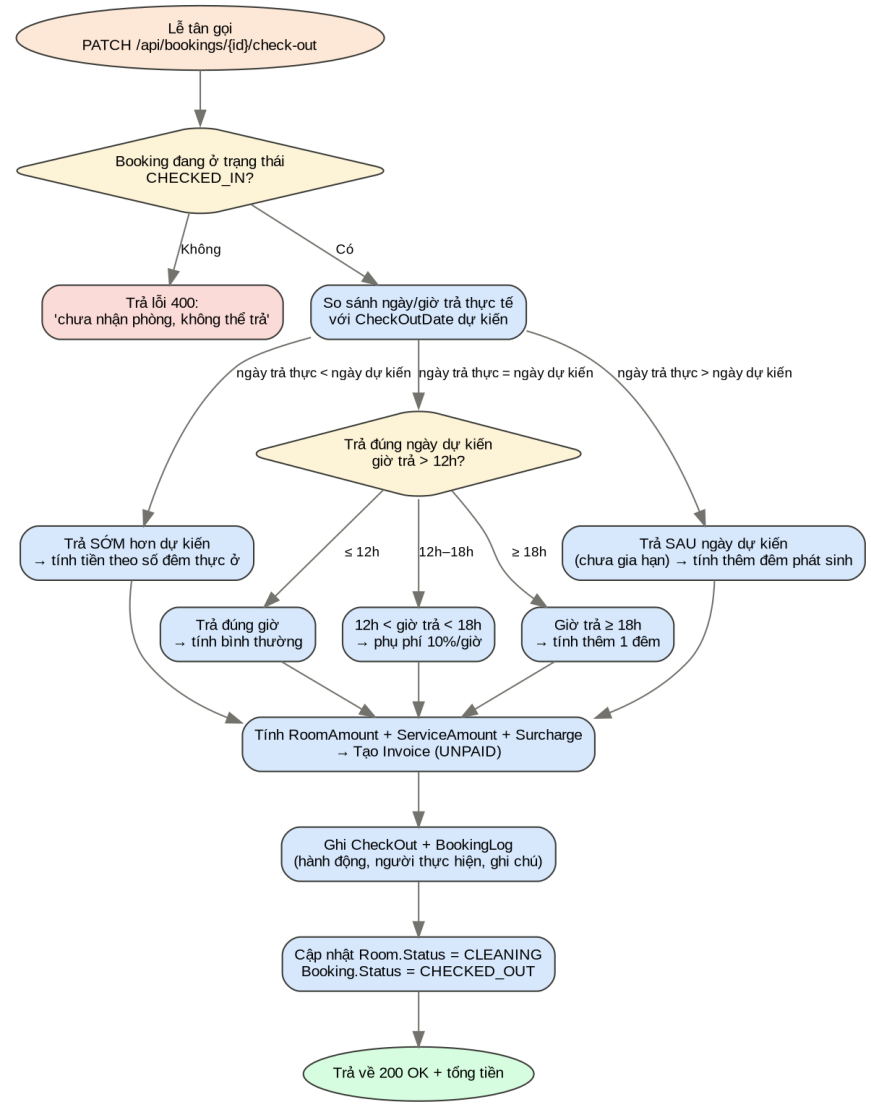 Lễ tân gọi
PATCH /api/bookings/{id}/check-out
Booking đang ở trạng thái
CHECKED_IN?
Không
Có
Trả lỗi 400:
'chưa nhận phòng, không thể trả'
So sánh ngày/giờ trả thực tế
với CheckOutDate dự kiến
ngày trả thực < ngày dự kiến
ngày trả thực = ngày dự kiến
ngày trả thực > ngày dự kiến
Trả đúng ngày dự kiến
giờ trả > 12h?
Trả SỚM hơn dự kiến
→ tính tiền theo số đêm thực ở
≤ 12h
12h–18h
≥ 18h
Trả SAU ngày dự kiến
(chưa gia hạn) → tính thêm đêm phát sinh
Trả đúng giờ
→ tính bình thường
12h < giờ trả < 18h
→ phụ phí 10%/giờ
Giờ trả ≥ 18h
→ tính thêm 1 đêm
Tính RoomAmount + ServiceAmount + Surcharge
→ Tạo Invoice (UNPAID)
Ghi CheckOut + BookingLog
(hành động, người thực hiện, ghi chú)
Cập nhật Room.Status = CLEANING
Booking.Status = CHECKED_OUT
Trả về 200 OK + tổng tiền